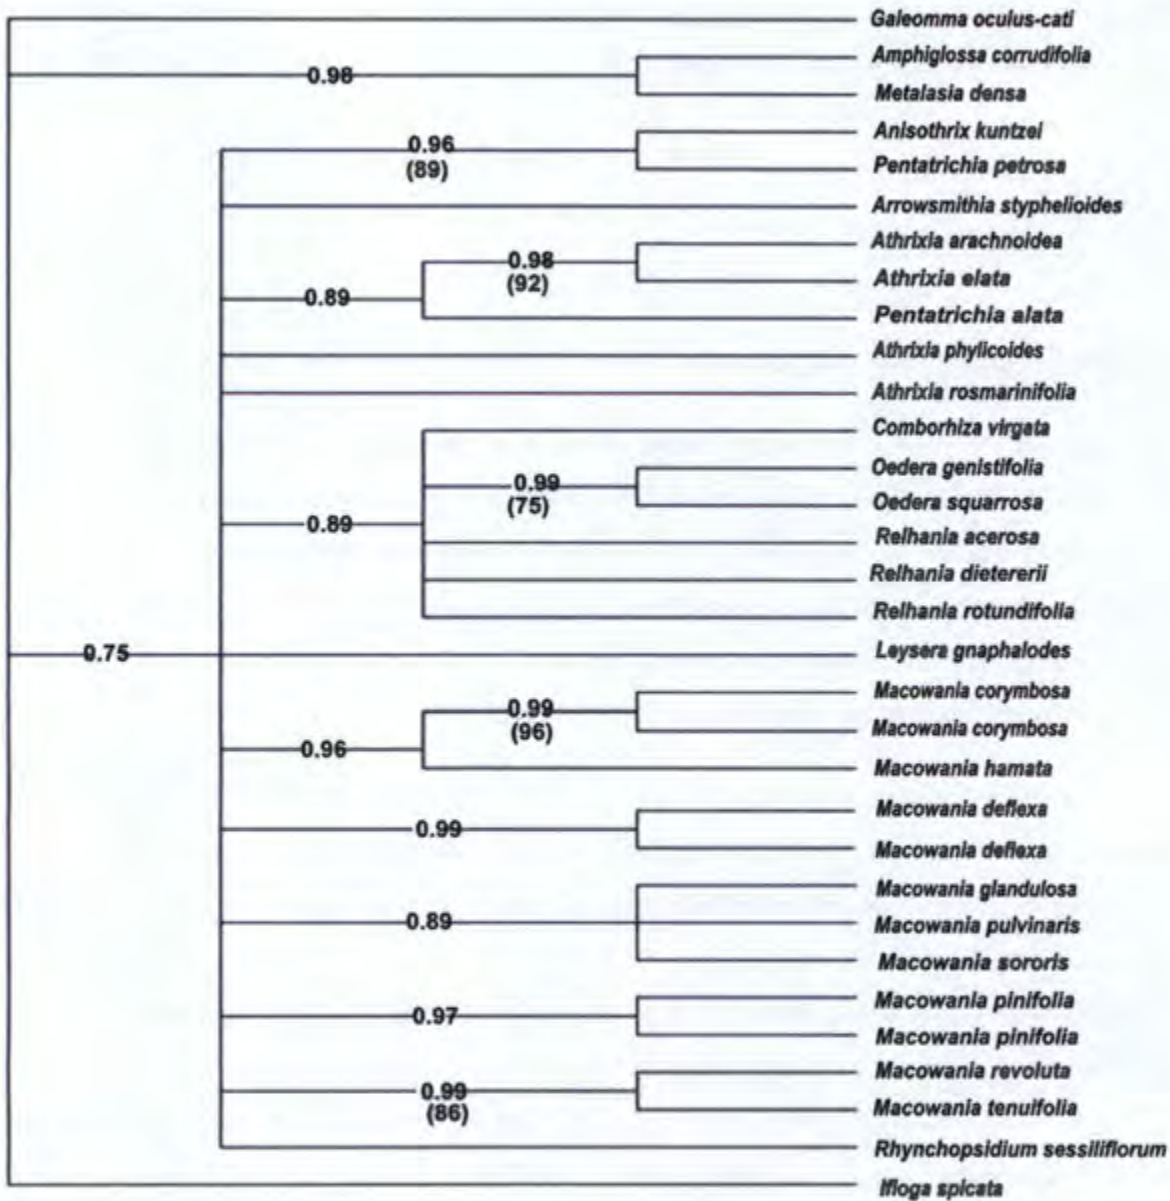 Galeomma oculus-cati
Amphiglossa corrudifolia
0.98
Metalasia densa
Anisothrix kuntzei
0.96
Pentatrichia petrosa
(89)
Arrowsmithia styphelioides
Athrixia arachnoidea
0.98
Athrixia elata
(92)
0.89
Pentatrichia alata
Athrixia phylicoides
Athrixia rosmarinifolia
Comborhiza virgata
Oedera genistifolia
0.99
Oedera squarrosa
(75)
0.89
Relhania acerosa
Relhania dietererii
Relhania rotundifolia
0.75
Leysera gnaphalodes
Macowania corymbosa
0.99
Macowania corymbosa
(96)
0.96
Macowania hamata
Macowania deflexa
0.99
Macowania deflexa
Macowania glandulosa
0.89
Macowania pulvinaris
Macowania sororis
Macowania pinifolia
0.97
Macowania pinifolia
Macowania revoluta
0.99
Macowania tenuifolia
(86)
Rhynchopsidium sessiliflorum
Ifloga spicata